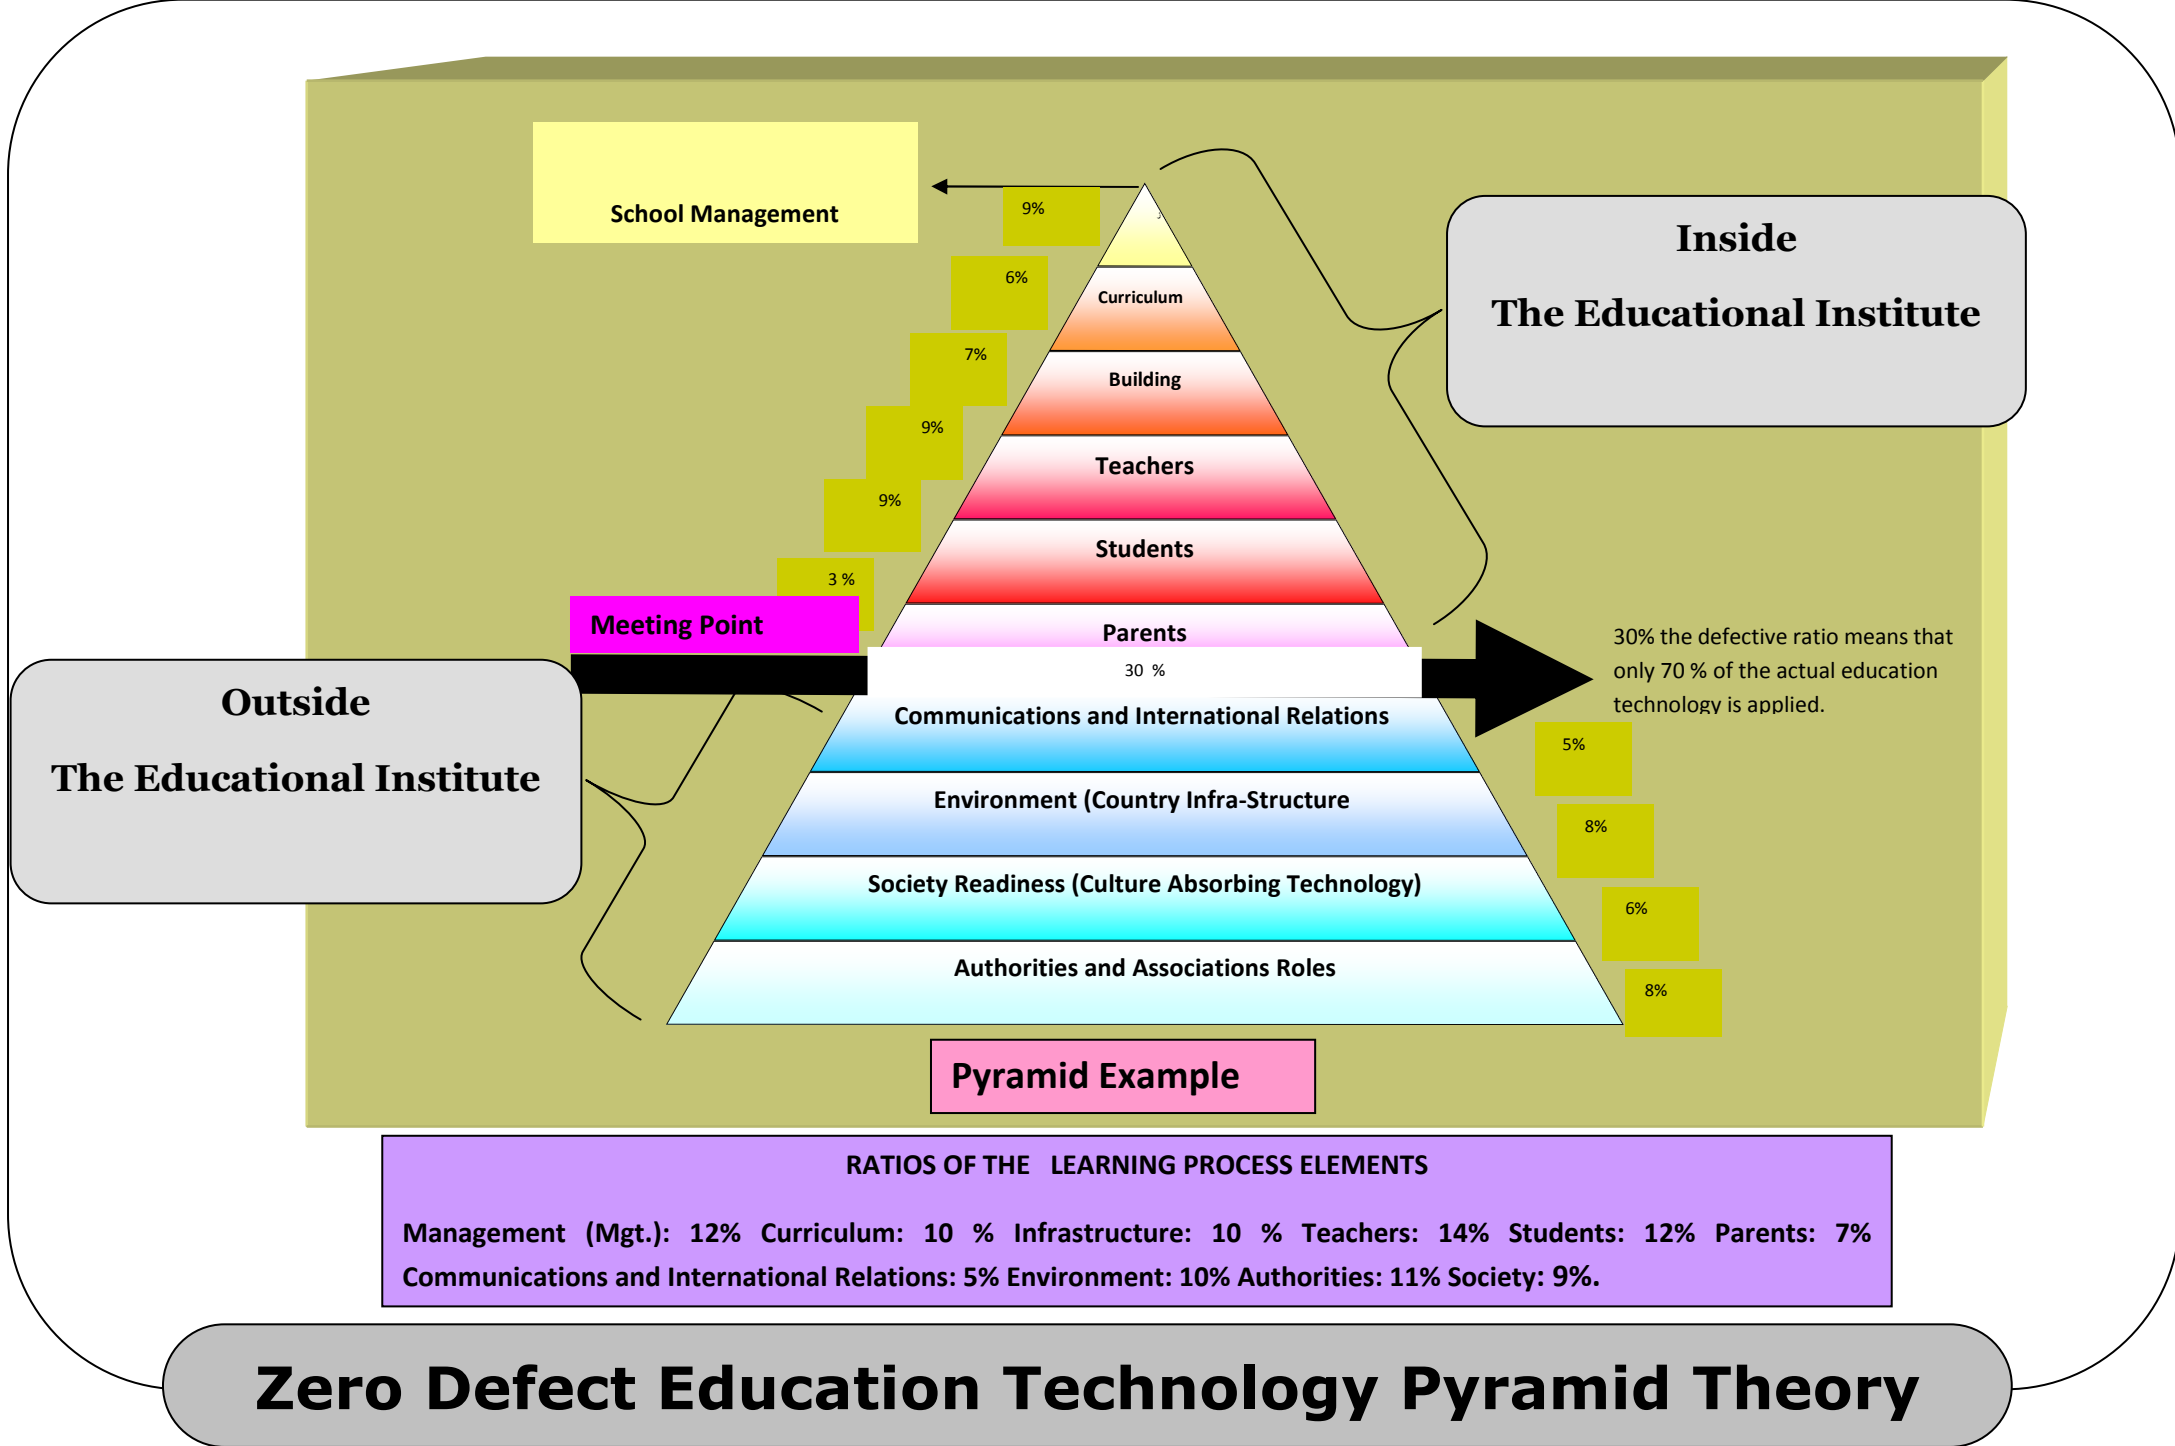 School Management
9%
Inside
The Educational Institute
6%
Curriculum
7%
Building
9%
Teachers
9%
Students
3 %
Meeting Point
Parents
30 %
30% the defective ratio means that
only 70 % of the actual education
technology is applied.
Outside
The Educational Institute
Communications and International Relations
5%
Environment (Country Infra-Structure
8%
Society Readiness (Culture Absorbing Technology)
6%
Authorities and Associations Roles
8%
Pyramid Example
RATIOS OF THE LEARNING PROCESS ELEMENTS
Management (Mgt.): 12% Curriculum: 10 % Infrastructure: 10 % Teachers: 14% Students: 12% Parents: 7%
Communications and International Relations: 5% Environment: 10% Authorities: 11% Society: 9%.
Zero Defect Education Technology Pyramid Theory